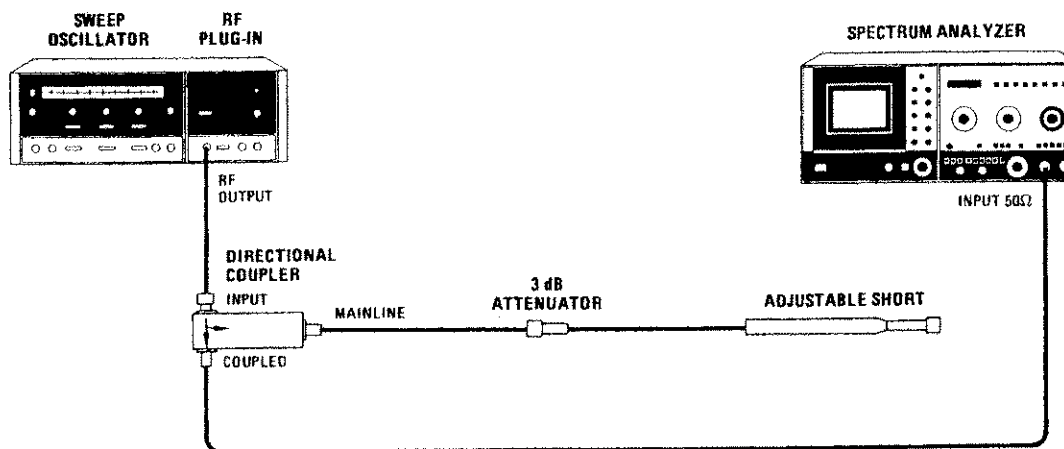 SWEEP
OSCILLATOR
RF
PLUG-IN
SPECTRUM ANALYZER
RF
OUTPUT
INPUT 50Ω
DIRECTIONAL
COUPLER
INPUT
3 dB
ATTENUATOR
ADJUSTABLE SHORT
MAINLINE
COUPLED